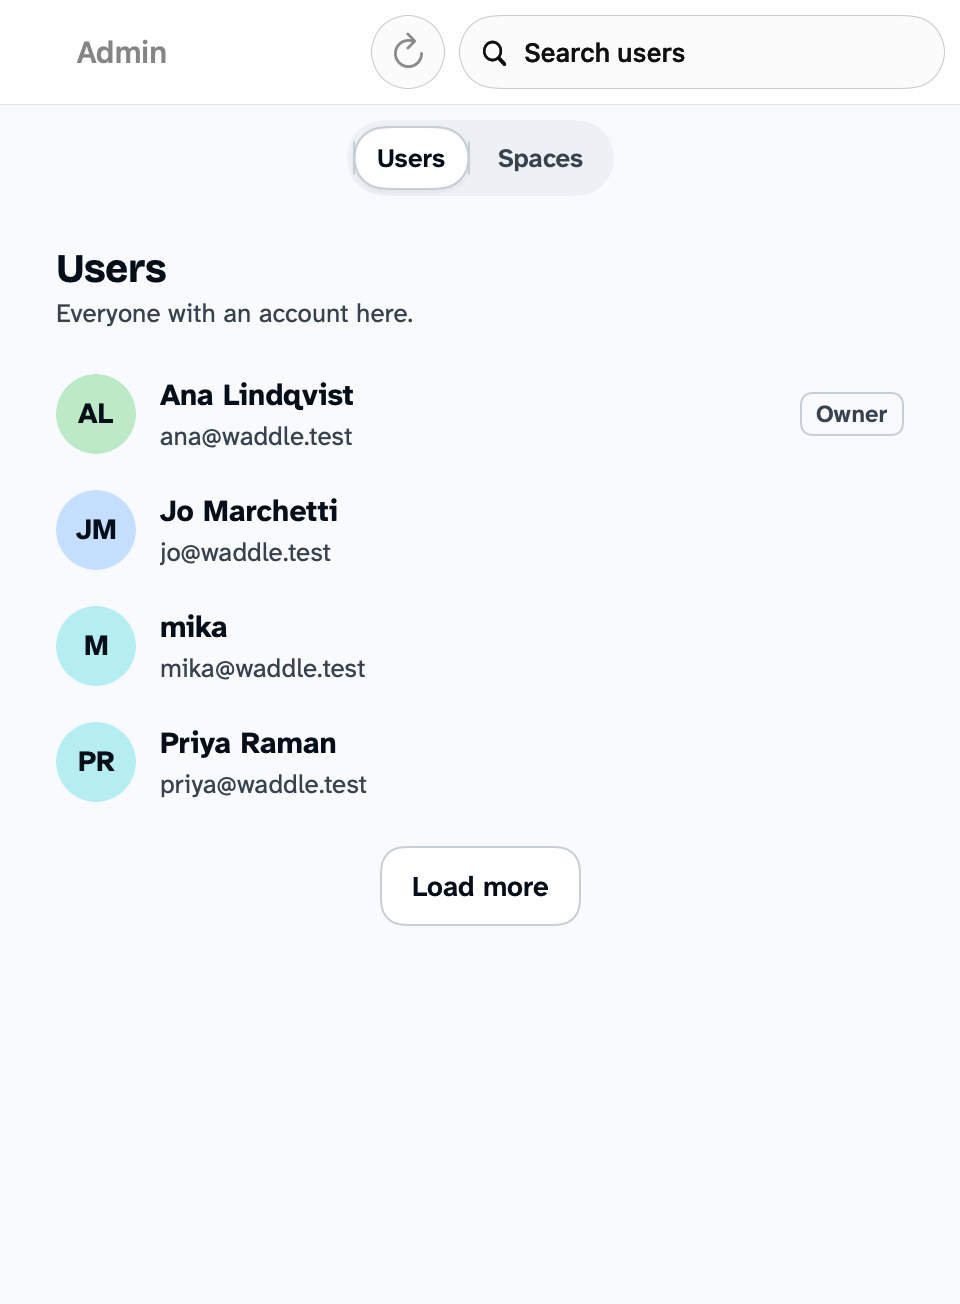 Admin
Search users
Users
Spaces
Users
Everyone with an account here.
AL
Ana Lindqvist
ana@waddle.test
Owner
JM
Jo Marchetti
jo@waddle.test
M
mika
mika@waddle.test
PR
Priya Raman
priya@waddle.test
Load more